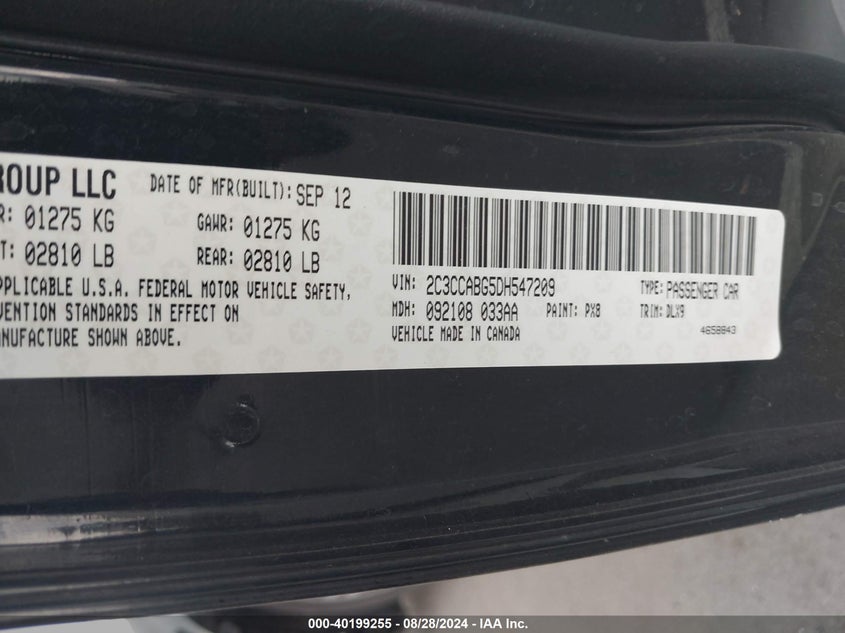 ROUP LLC DATE OF MFR(BUILT): SEP 12
R: 01275 KG GAWR: 01275 KG
T: 02810 LB REAR: 02810 LB
PPLICABLE U.S.A. FEDERAL MOTOR VEHICLE SAFETY,
VENTION STANDARDS IN EFFECT ON
ANUFACTURE SHOWN ABOVE.
VIN: 2C3CCABG5DH547209 TYPE: PASSENGER CAR
MDH: 092108 033AA PAINT: PX8 TRIM: DLX9
VEHICLE MADE IN CANADA 4658843
000-40199255 - 08/28/2024 - IAA Inc.